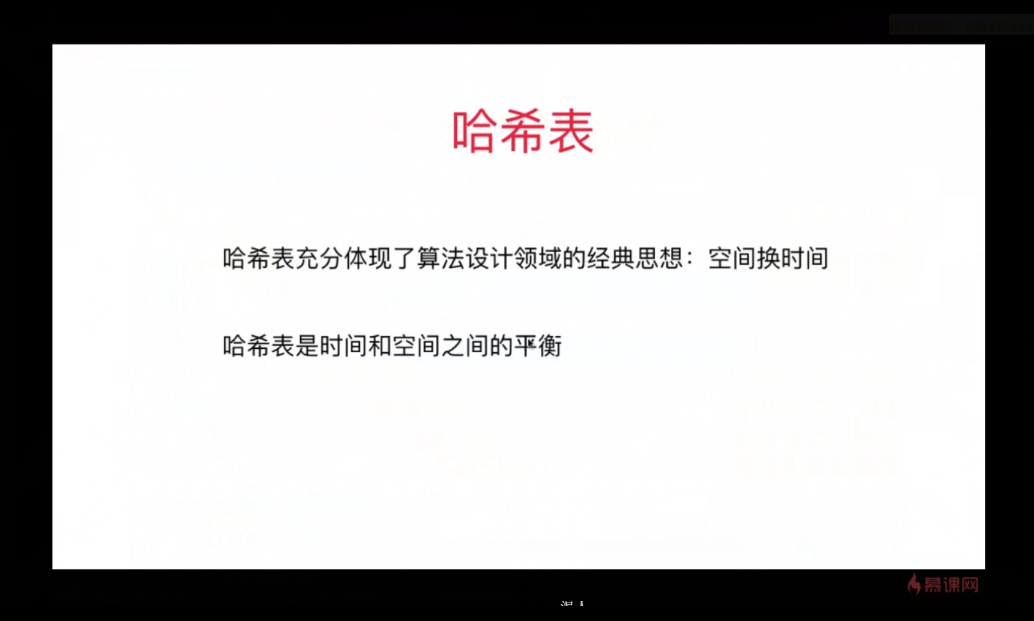 哈希表
哈希表充分体现了算法设计领域的经典思想：空间换时间
哈希表是时间和空间之间的平衡
慕课网